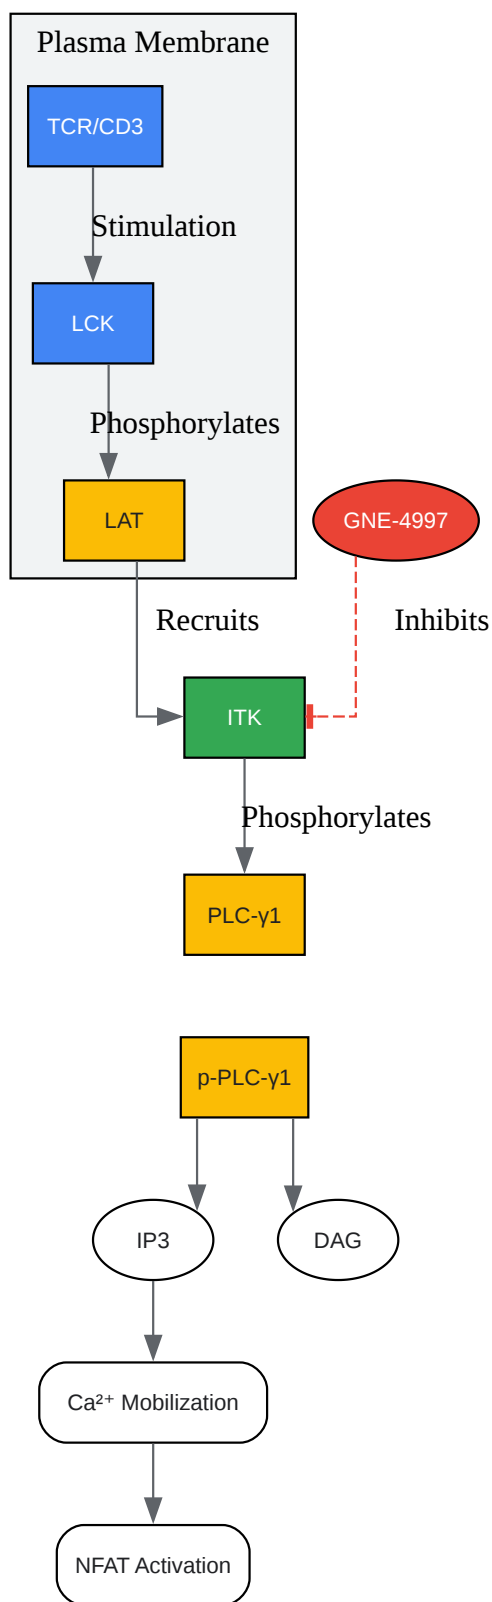 Plasma Membrane
TCR/CD3
Stimulation
LCK
Phosphorylates
LAT
GNE-4997
Recruits
Inhibits
ITK
Phosphorylates
PLC-γ1
p-PLC-γ1
IP3
DAG
Ca²⁺ Mobilization
NFAT Activation